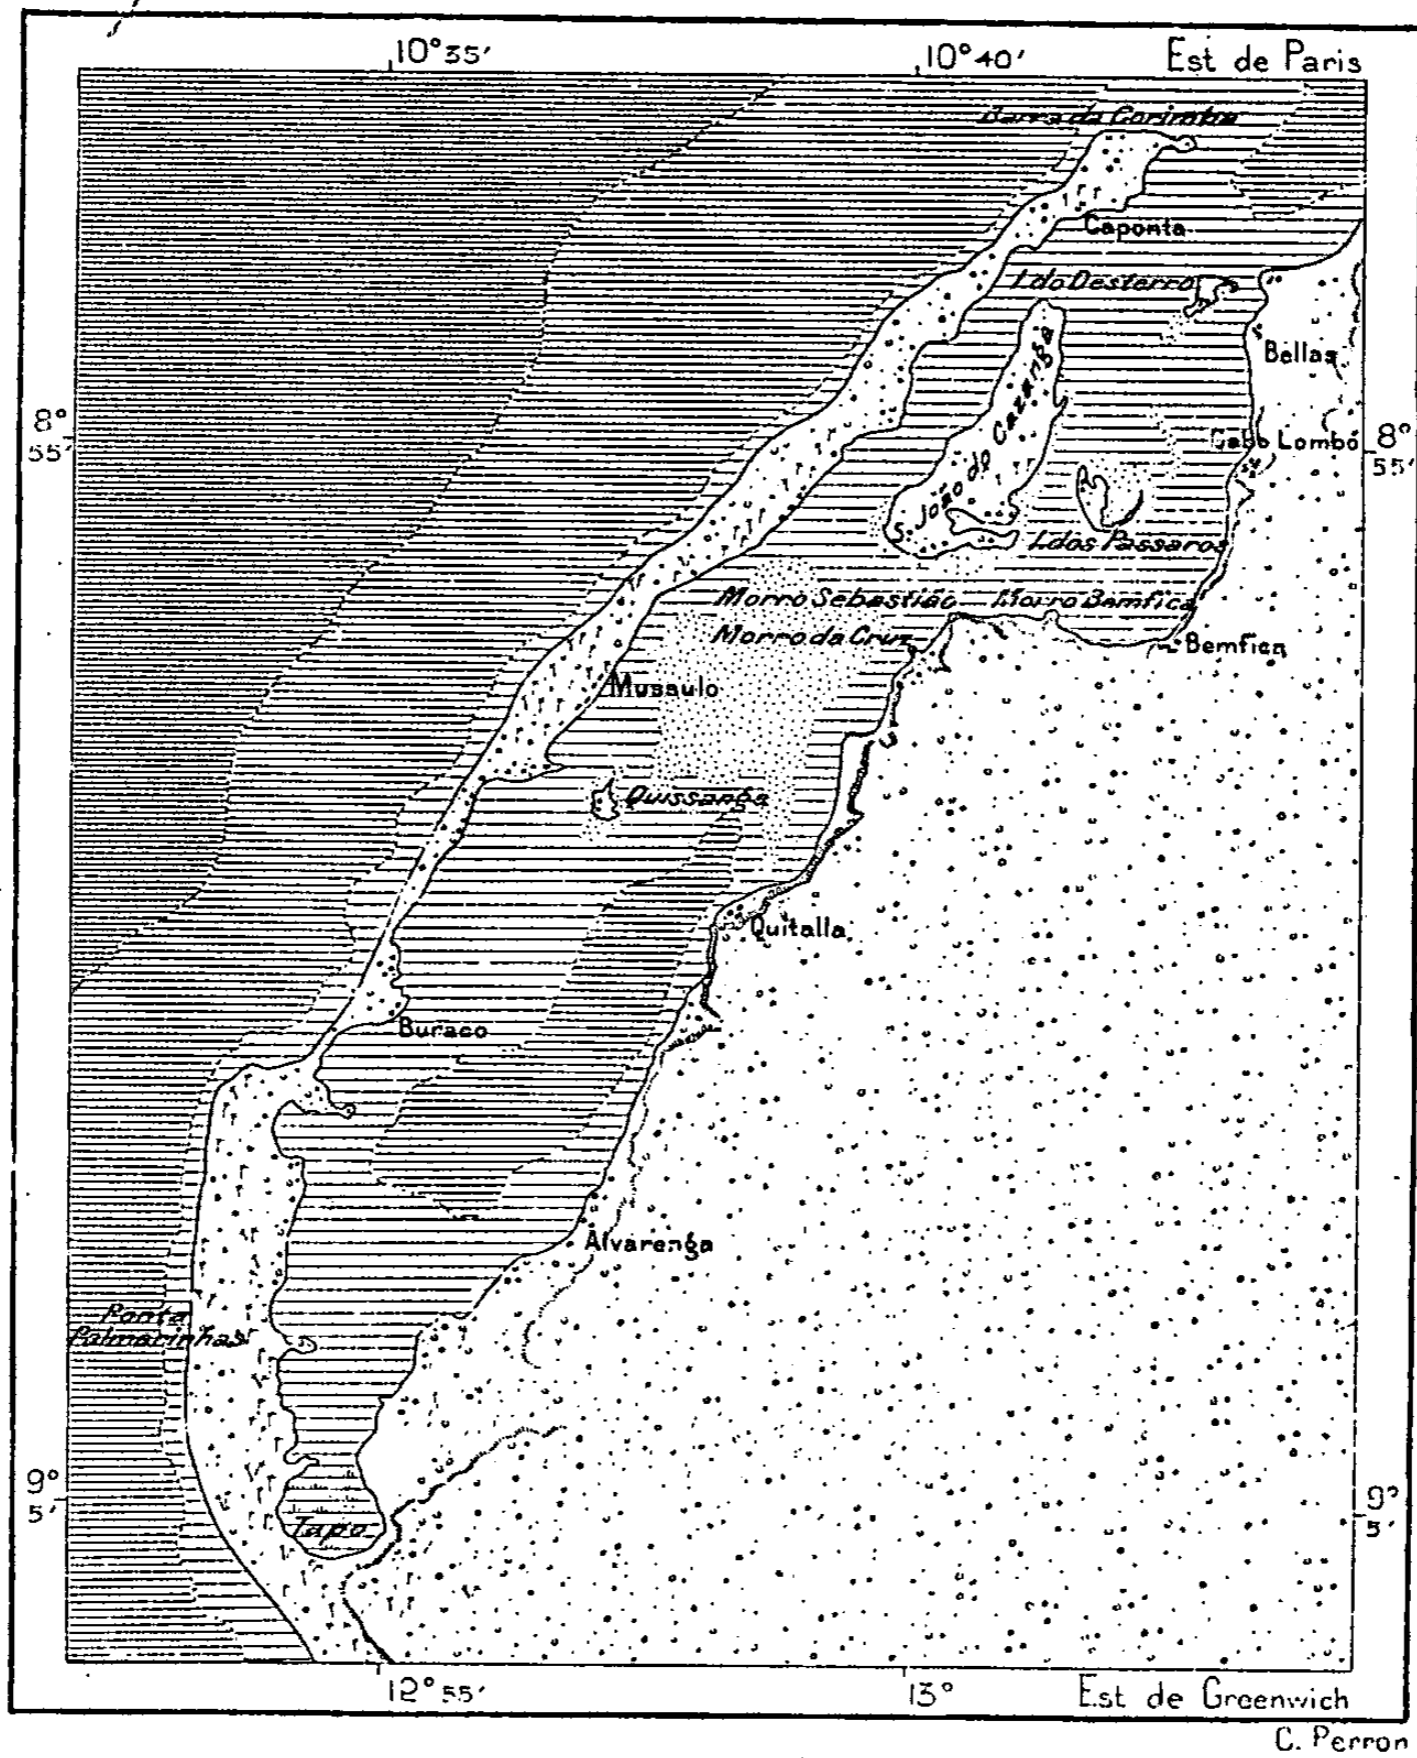 10°35′
10°40′
Est de Paris
Barra da Corimba
Caponta
I.do Desterro
Bellas
8°
55′
Cabo Lombo
8°
55′
S. João do Cazanga
I.dos Passaros
Morro Sebastião
Morro Bemfica
Morro da Cruz
Bemfica
Mussulo
Quissanga
Quitalla
Buraco
Alvarenga
Ponta
Palmarinhas
9°
5′
9°
5′
Tapo
12°55′
13°
Est de Greenwich
C. Perron